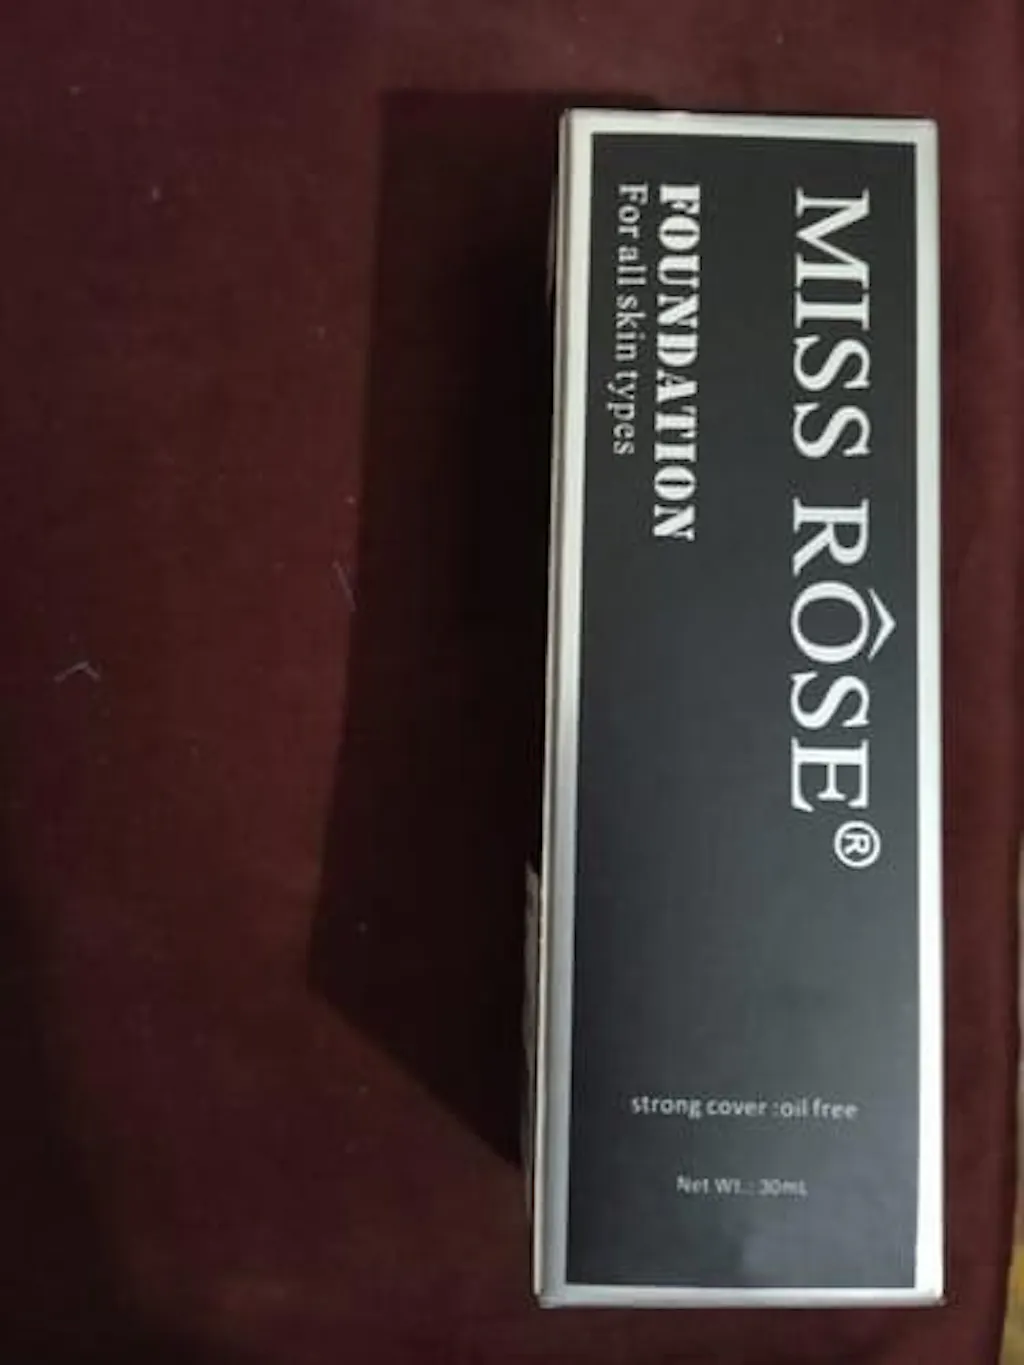 MISS RÔSE®
FOUNDATION
For all skin types
strong cover :oil free
Net Wt.: 30mL